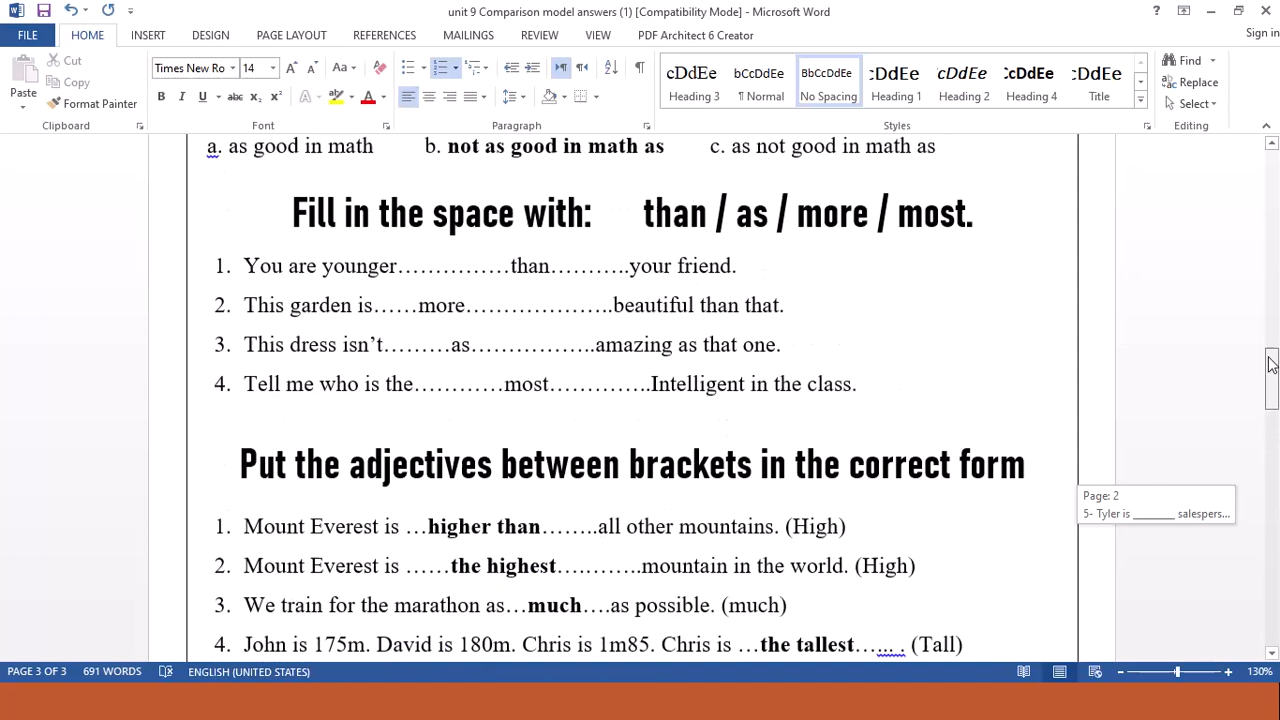 unit 9 Comparison model answers (1) [Compatibility Mode] - Microsoft Word
FILE HOME INSERT DESIGN PAGE LAYOUT REFERENCES MAILINGS REVIEW VIEW PDF Architect 6 Creator Sign in
Paste Cut Copy Format Painter
Clipboard
Times New Ro 14
Font
Paragraph
cDdEe cDdEe BbCcDdEe CDdEe CDdEe CcDdEe cDdEe
Heading 3 ¶ Normal No Spacing Heading 1 Heading 2 Heading 4 Title
Styles
Find
Replace
Select
Editing
a. as good in math b. not as good in math as c. as not good in math as
Fill in the space with: than / as / more / most.
1. You are younger……………than………..your friend.
2. This garden is……more………………..beautiful than that.
3. This dress isn’t………as……………..amazing as that one.
4. Tell me who is the…………most…………..Intelligent in the class.
Put the adjectives between brackets in the correct form
1. Mount Everest is …higher than……..all other mountains. (High)
2. Mount Everest is ……the highest………..mountain in the world. (High)
3. We train for the marathon as…much….as possible. (much)
4. John is 175m. David is 180m. Chris is 1m85. Chris is …the tallest…... . (Tall)
Page: 2
5- Tyler is ________ salespers...
PAGE 3 OF 3 691 WORDS ENGLISH (UNITED STATES) 130%